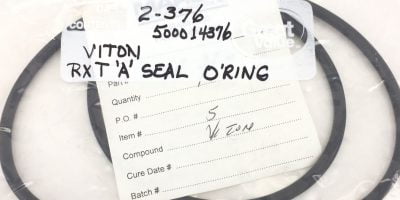 2-376
500014376
VITON
RXT 'A' SEAL O'RING
Quantity
P.O. # 5
Item #
Compound VITON
Cure Date #
Batch #